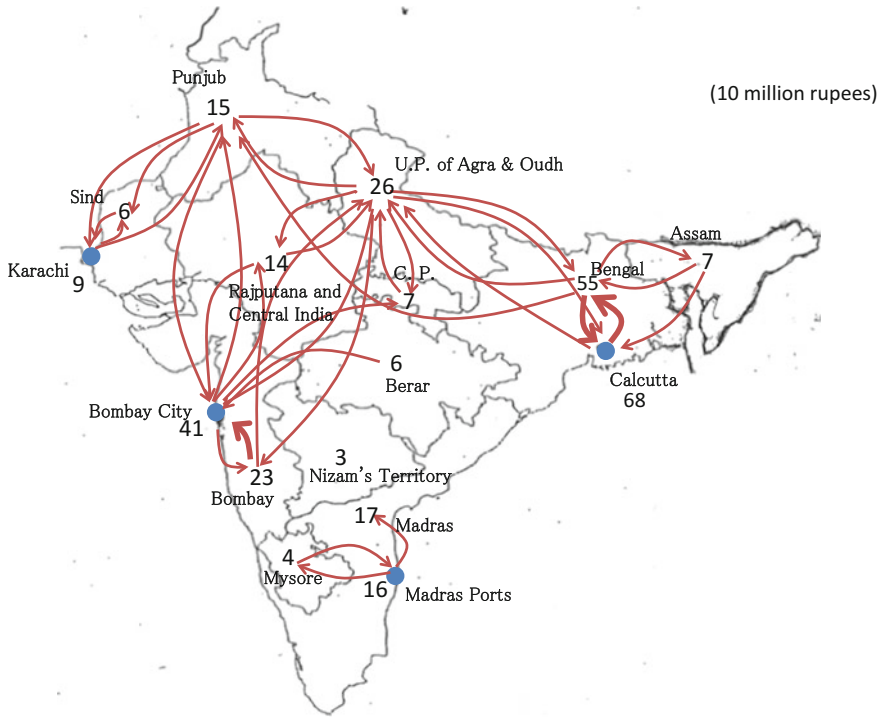 Punjub
15
(10 million rupees)
U.P. of Agra & Oudh
26
Sind
6
Assam
7
Karachi
9
14
Rajputana and
Central India
C. P.
7
Bengal
55
Calcutta
68
6
Berar
Bombay City
41
23
Bombay
3
Nizam's Territory
17
Madras
4
Mysore
16
Madras Ports